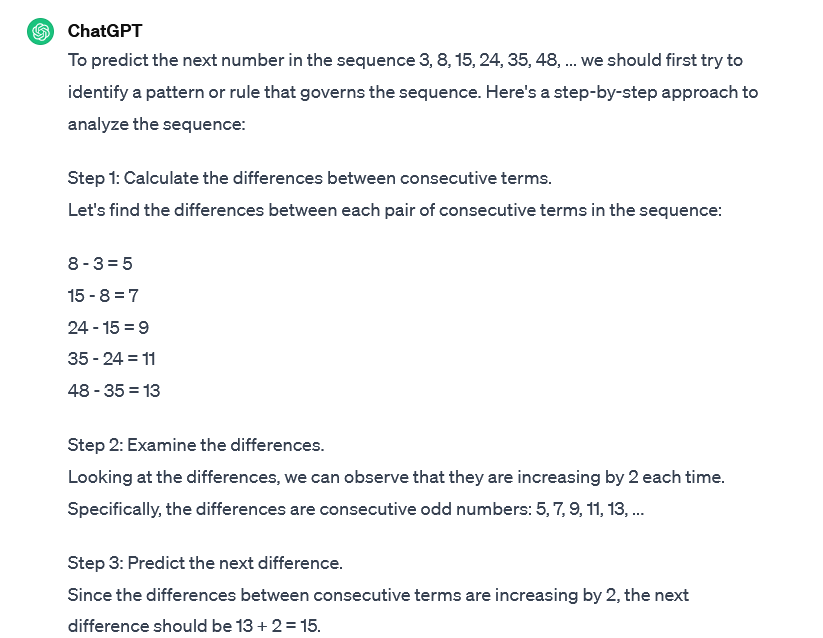 ChatGPT
To predict the next number in the sequence 3, 8, 15, 24, 35, 48, ... we should first try to
identify a pattern or rule that governs the sequence. Here's a step-by-step approach to
analyze the sequence:
Step 1: Calculate the differences between consecutive terms.
Let's find the differences between each pair of consecutive terms in the sequence:
8 - 3 = 5
15 - 8 = 7
24 - 15 = 9
35 - 24 = 11
48 - 35 = 13
Step 2: Examine the differences.
Looking at the differences, we can observe that they are increasing by 2 each time.
Specifically, the differences are consecutive odd numbers: 5, 7, 9, 11, 13, ...
Step 3: Predict the next difference.
Since the differences between consecutive terms are increasing by 2, the next
difference should be 13 + 2 = 15.